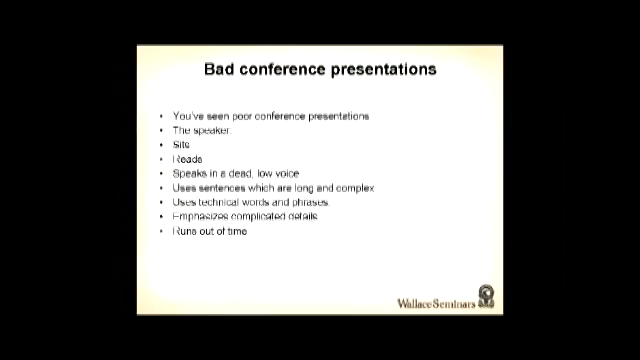 Bad conference presentations
• You've seen poor conference presentations
• The speaker:
• Sits
• Reads
• Speaks in a dead, low voice
• Uses sentences which are long and complex
• Uses technical words and phrases.
• Emphasizes complicated details
• Runs out of time
Wallace Seminars